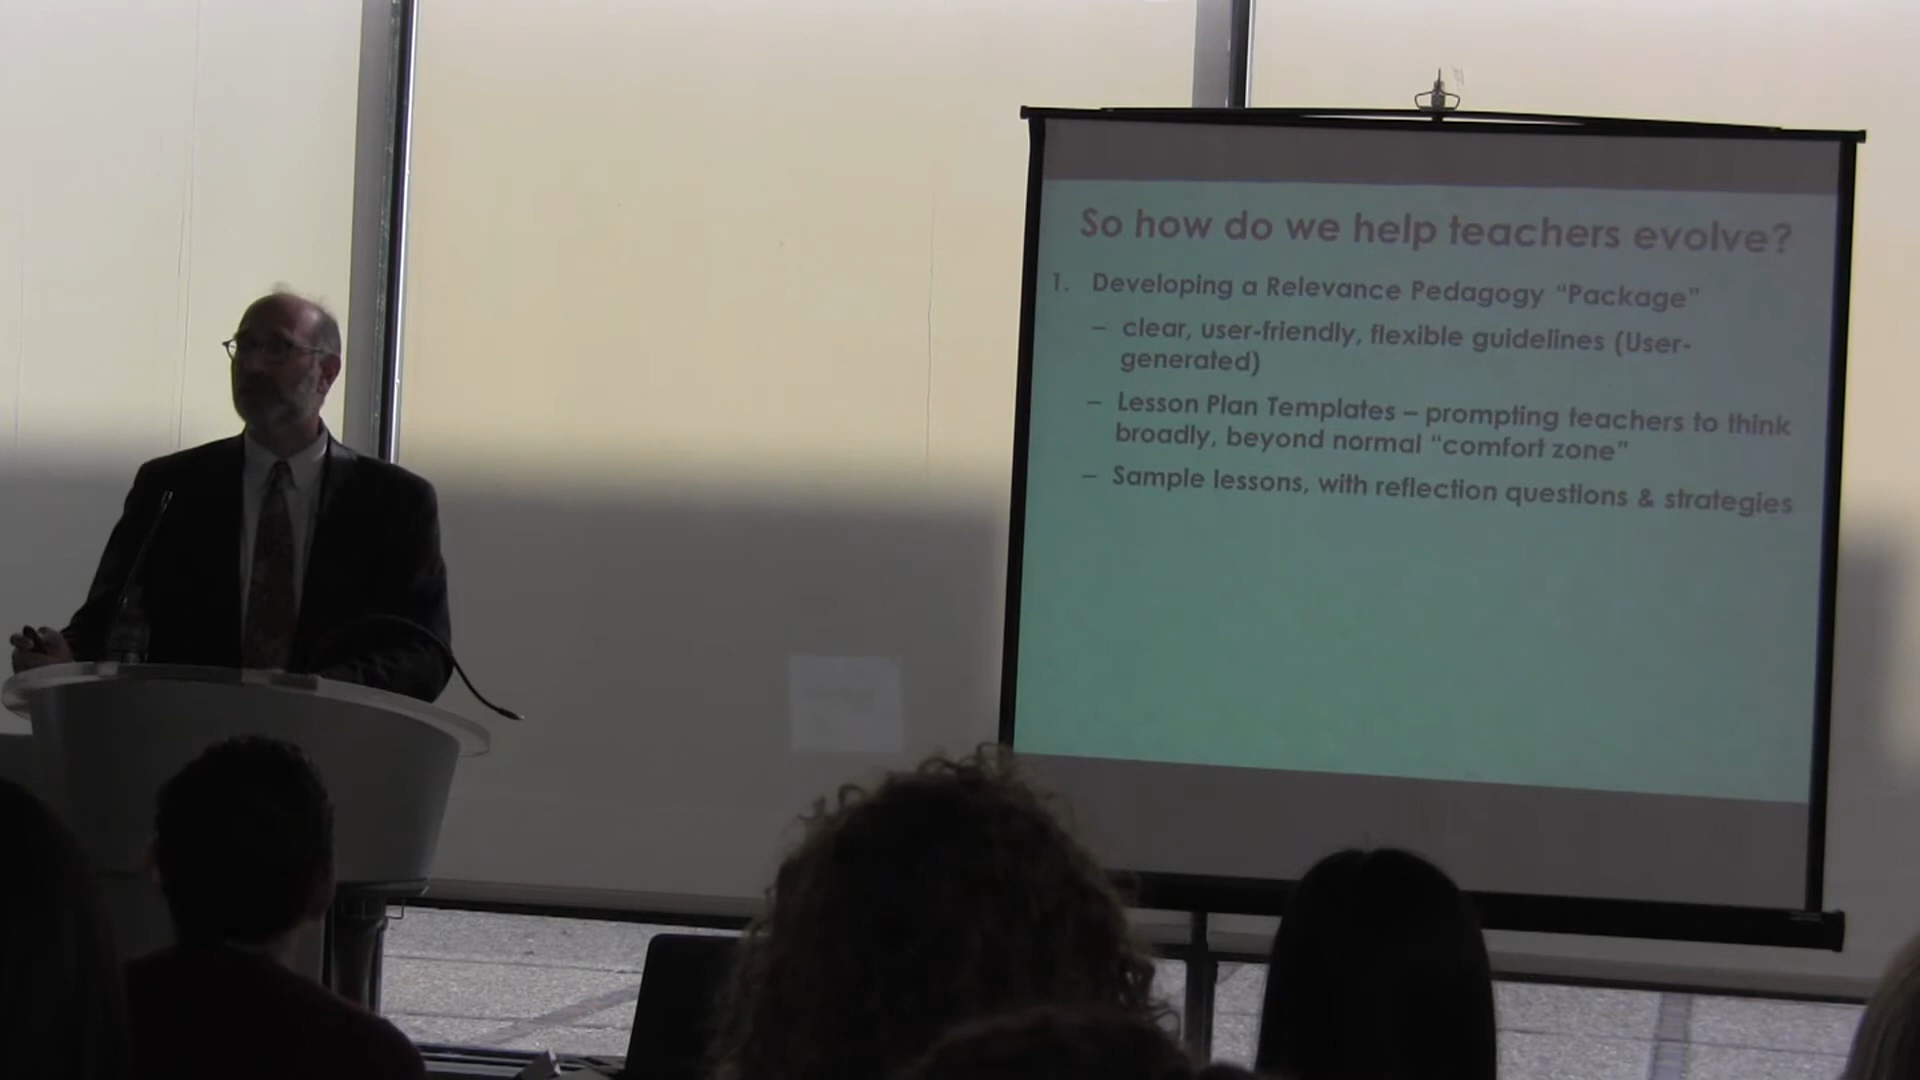 So how do we help teachers evolve?
1. Developing a Relevance Pedagogy “Package”
– clear, user-friendly, flexible guidelines (User-
generated)
– Lesson Plan Templates – prompting teachers to think
broadly, beyond normal “comfort zone”
– Sample lessons, with reflection questions & strategies